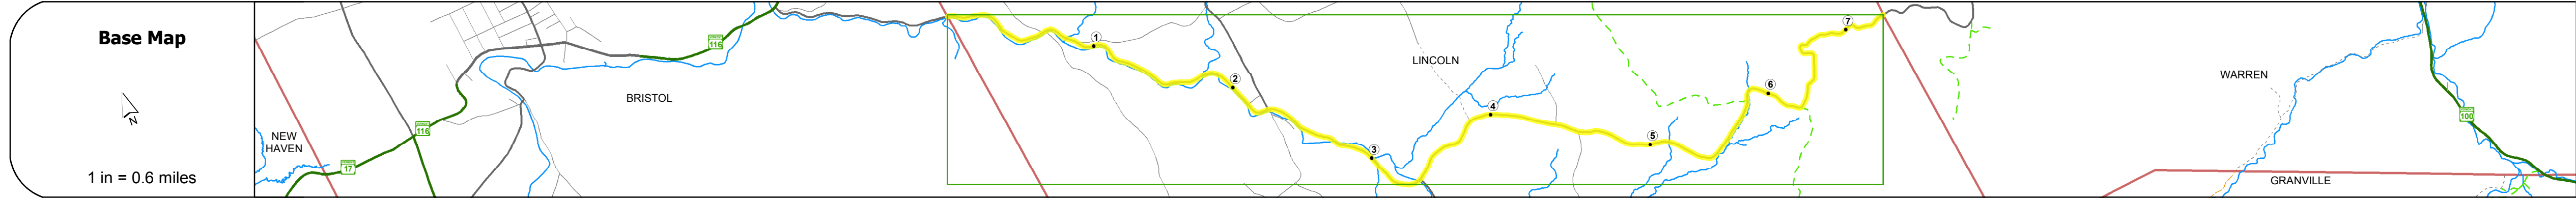 Base Map
N
1 in = 0.6 miles
NEW
HAVEN
17
116
116
BRISTOL
1
2
3
LINCOLN
4
5
6
7
WARREN
100
GRANVILLE